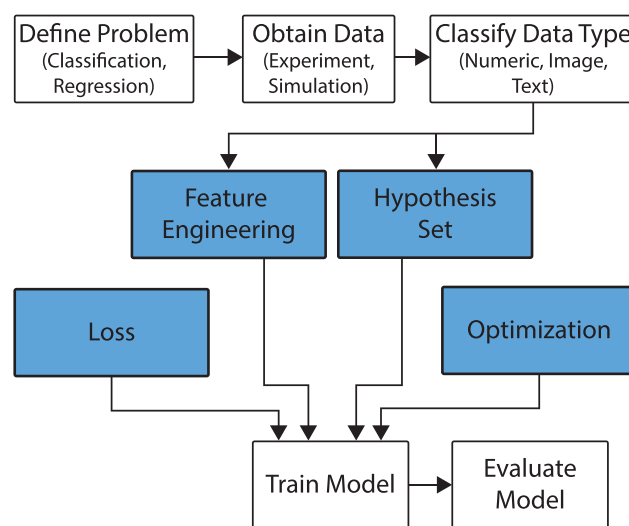 Define Problem
(Classification,
Regression)
Obtain Data
(Experiment,
Simulation)
Classify Data Type
(Numeric, Image,
Text)
Feature
Engineering
Hypothesis
Set
Loss
Optimization
Train Model
Evaluate
Model